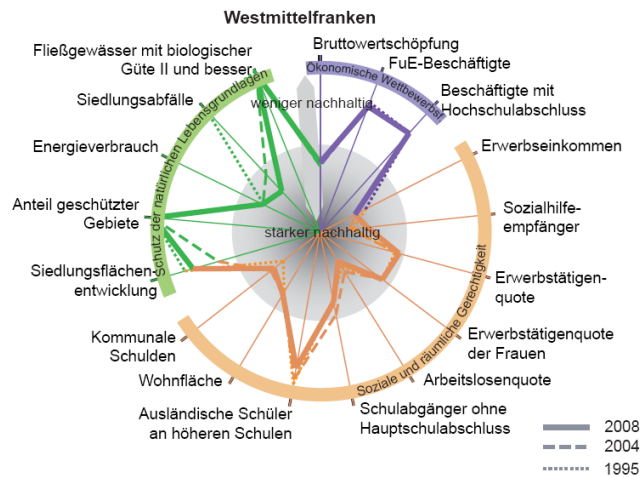 Westmittelfranken
Bruttowertschöpfung
FuE-Beschäftigte
Beschäftigte mit
Hochschulabschluss
Erwerbseinkommen
Sozialhilfe-
empfänger
Erwerbstätigen-
quote
Erwerbstätigenquote
der Frauen
Arbeitslosenquote
Schulabgänger ohne
Hauptschulabschluss
Ausländische Schüler
an höheren Schulen
Wohnfläche
Kommunale
Schulden
Siedlungsflächen-
entwicklung
Anteil geschützter
Gebiete
Energieverbrauch
Siedlungsabfälle
Fließgewässer mit biologischer
Güte II und besser
Ökonomische Wettbewerbsf
Soziale und räumliche Gerechtigkeit
Schutz der natürlichen Lebensgrundlagen
weniger nachhaltig
stärker nachhaltig
2008
2004
1995